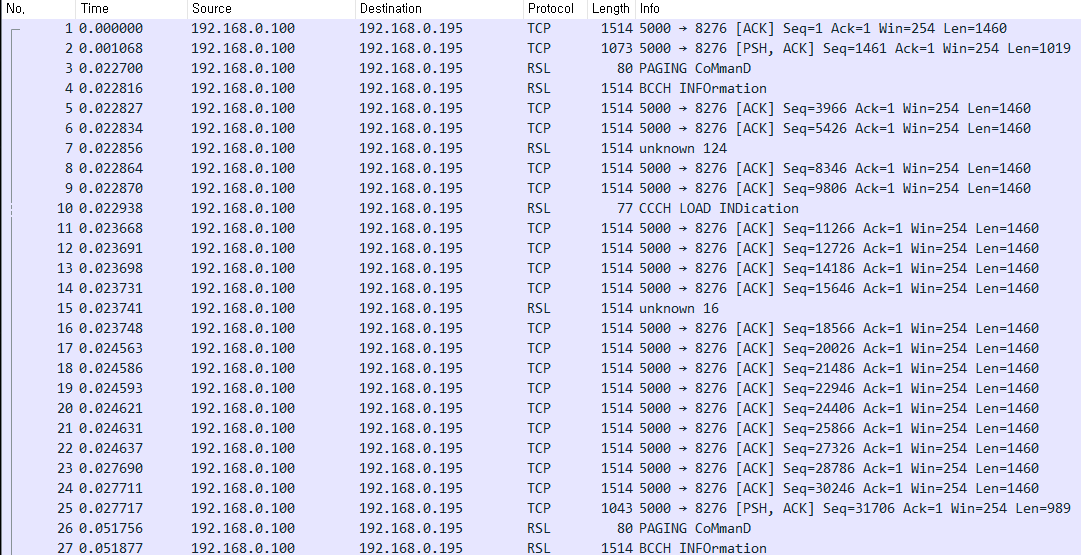 No. Time Source Destination Protocol Length Info
1 0.000000 192.168.0.100 192.168.0.195 TCP 1514 5000 → 8276 [ACK] Seq=1 Ack=1 Win=254 Len=1460
2 0.001068 192.168.0.100 192.168.0.195 TCP 1073 5000 → 8276 [PSH, ACK] Seq=1461 Ack=1 Win=254 Len=1019
3 0.022700 192.168.0.100 192.168.0.195 RSL 80 PAGING CoMmanD
4 0.022816 192.168.0.100 192.168.0.195 RSL 1514 BCCH INFOrmation
5 0.022827 192.168.0.100 192.168.0.195 TCP 1514 5000 → 8276 [ACK] Seq=3966 Ack=1 Win=254 Len=1460
6 0.022834 192.168.0.100 192.168.0.195 TCP 1514 5000 → 8276 [ACK] Seq=5426 Ack=1 Win=254 Len=1460
7 0.022856 192.168.0.100 192.168.0.195 RSL 1514 unknown 124
8 0.022864 192.168.0.100 192.168.0.195 TCP 1514 5000 → 8276 [ACK] Seq=8346 Ack=1 Win=254 Len=1460
9 0.022870 192.168.0.100 192.168.0.195 TCP 1514 5000 → 8276 [ACK] Seq=9806 Ack=1 Win=254 Len=1460
10 0.022938 192.168.0.100 192.168.0.195 RSL 77 CCCH LOAD INDication
11 0.023668 192.168.0.100 192.168.0.195 TCP 1514 5000 → 8276 [ACK] Seq=11266 Ack=1 Win=254 Len=1460
12 0.023691 192.168.0.100 192.168.0.195 TCP 1514 5000 → 8276 [ACK] Seq=12726 Ack=1 Win=254 Len=1460
13 0.023698 192.168.0.100 192.168.0.195 TCP 1514 5000 → 8276 [ACK] Seq=14186 Ack=1 Win=254 Len=1460
14 0.023731 192.168.0.100 192.168.0.195 TCP 1514 5000 → 8276 [ACK] Seq=15646 Ack=1 Win=254 Len=1460
15 0.023741 192.168.0.100 192.168.0.195 RSL 1514 unknown 16
16 0.023748 192.168.0.100 192.168.0.195 TCP 1514 5000 → 8276 [ACK] Seq=18566 Ack=1 Win=254 Len=1460
17 0.024563 192.168.0.100 192.168.0.195 TCP 1514 5000 → 8276 [ACK] Seq=20026 Ack=1 Win=254 Len=1460
18 0.024586 192.168.0.100 192.168.0.195 TCP 1514 5000 → 8276 [ACK] Seq=21486 Ack=1 Win=254 Len=1460
19 0.024593 192.168.0.100 192.168.0.195 TCP 1514 5000 → 8276 [ACK] Seq=22946 Ack=1 Win=254 Len=1460
20 0.024621 192.168.0.100 192.168.0.195 TCP 1514 5000 → 8276 [ACK] Seq=24406 Ack=1 Win=254 Len=1460
21 0.024631 192.168.0.100 192.168.0.195 TCP 1514 5000 → 8276 [ACK] Seq=25866 Ack=1 Win=254 Len=1460
22 0.024637 192.168.0.100 192.168.0.195 TCP 1514 5000 → 8276 [ACK] Seq=27326 Ack=1 Win=254 Len=1460
23 0.027690 192.168.0.100 192.168.0.195 TCP 1514 5000 → 8276 [ACK] Seq=28786 Ack=1 Win=254 Len=1460
24 0.027711 192.168.0.100 192.168.0.195 TCP 1514 5000 → 8276 [ACK] Seq=30246 Ack=1 Win=254 Len=1460
25 0.027717 192.168.0.100 192.168.0.195 TCP 1043 5000 → 8276 [PSH, ACK] Seq=31706 Ack=1 Win=254 Len=989
26 0.051756 192.168.0.100 192.168.0.195 RSL 80 PAGING CoMmanD
27 0.051877 192.168.0.100 192.168.0.195 RSL 1514 BCCH INFOrmation